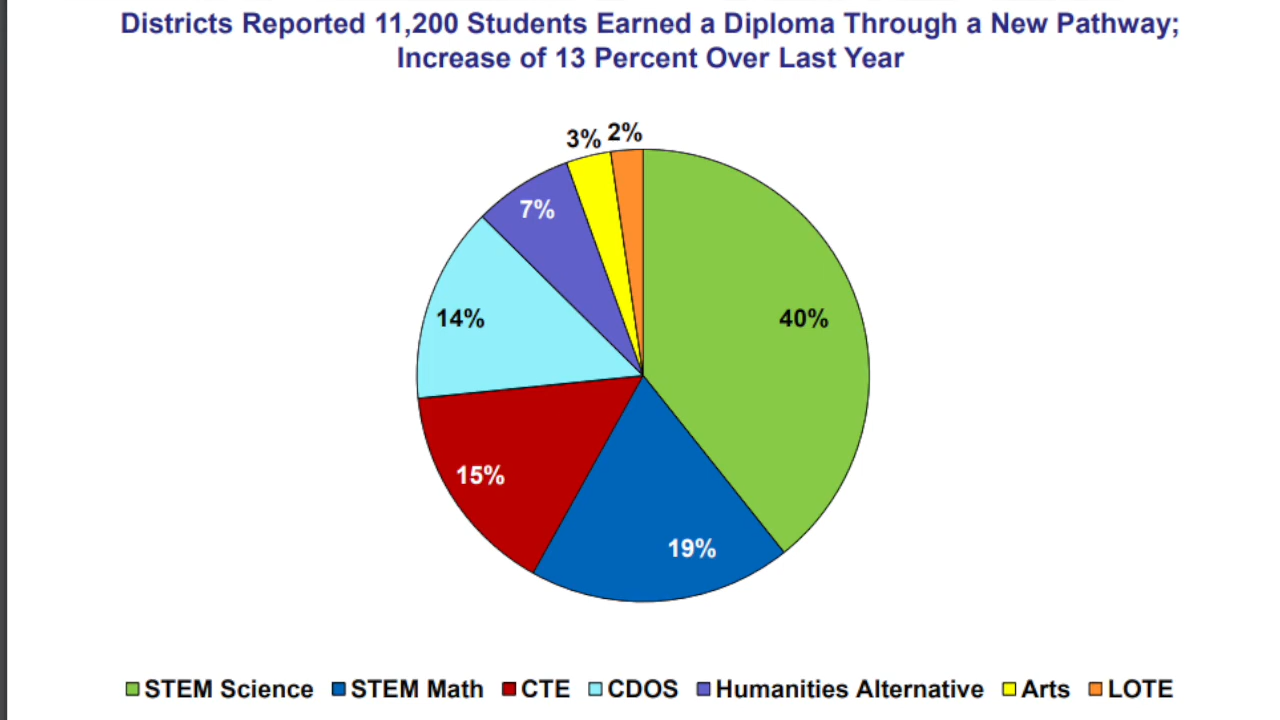 Districts Reported 11,200 Students Earned a Diploma Through a New Pathway;
Increase of 13 Percent Over Last Year
3% 2%
7%
14%
40%
15%
19%
STEM Science STEM Math CTE CDOS Humanities Alternative Arts LOTE